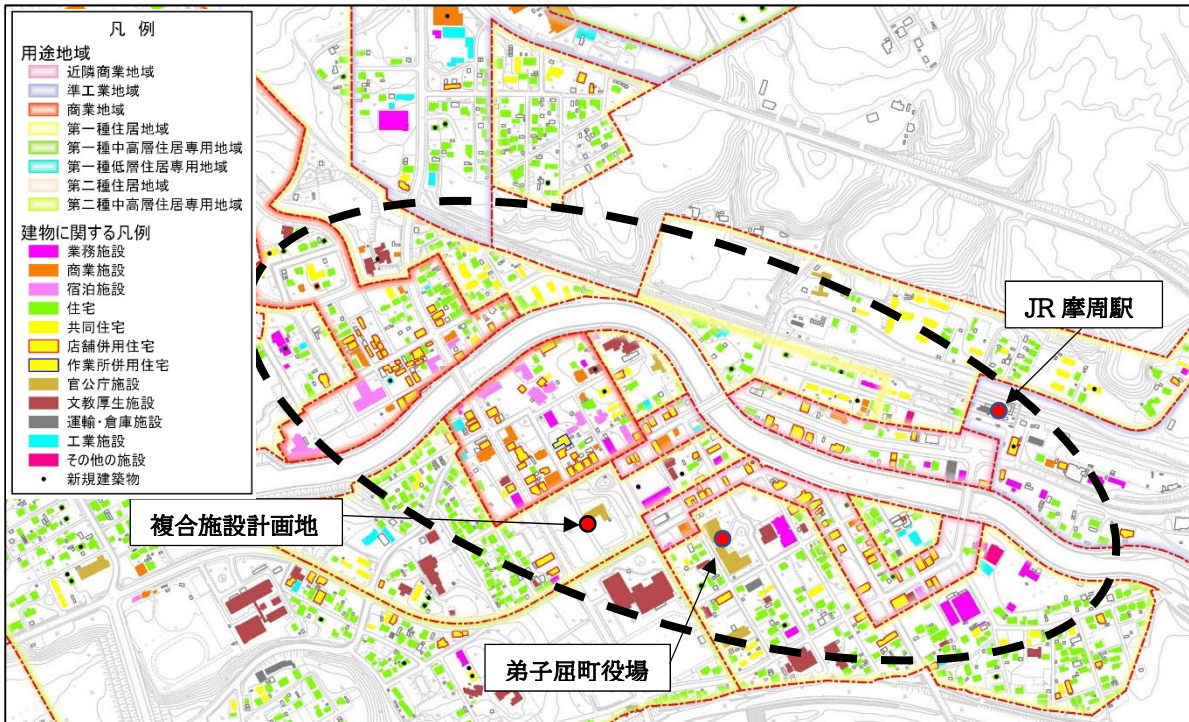 凡 例
用途地域
近隣商業地域
準工業地域
商業地域
第一種住居地域
第一種中高層住居専用地域
第一種低層住居専用地域
第二種住居地域
第二種中高層住居専用地域
建物に関する凡例
業務施設
商業施設
宿泊施設
住宅
共同住宅
店舗併用住宅
作業所併用住宅
官公庁施設
文教厚生施設
運輸・倉庫施設
工業施設
その他の施設
新規建築物
JR 摩周駅
複合施設計画地
弟子屈町役場